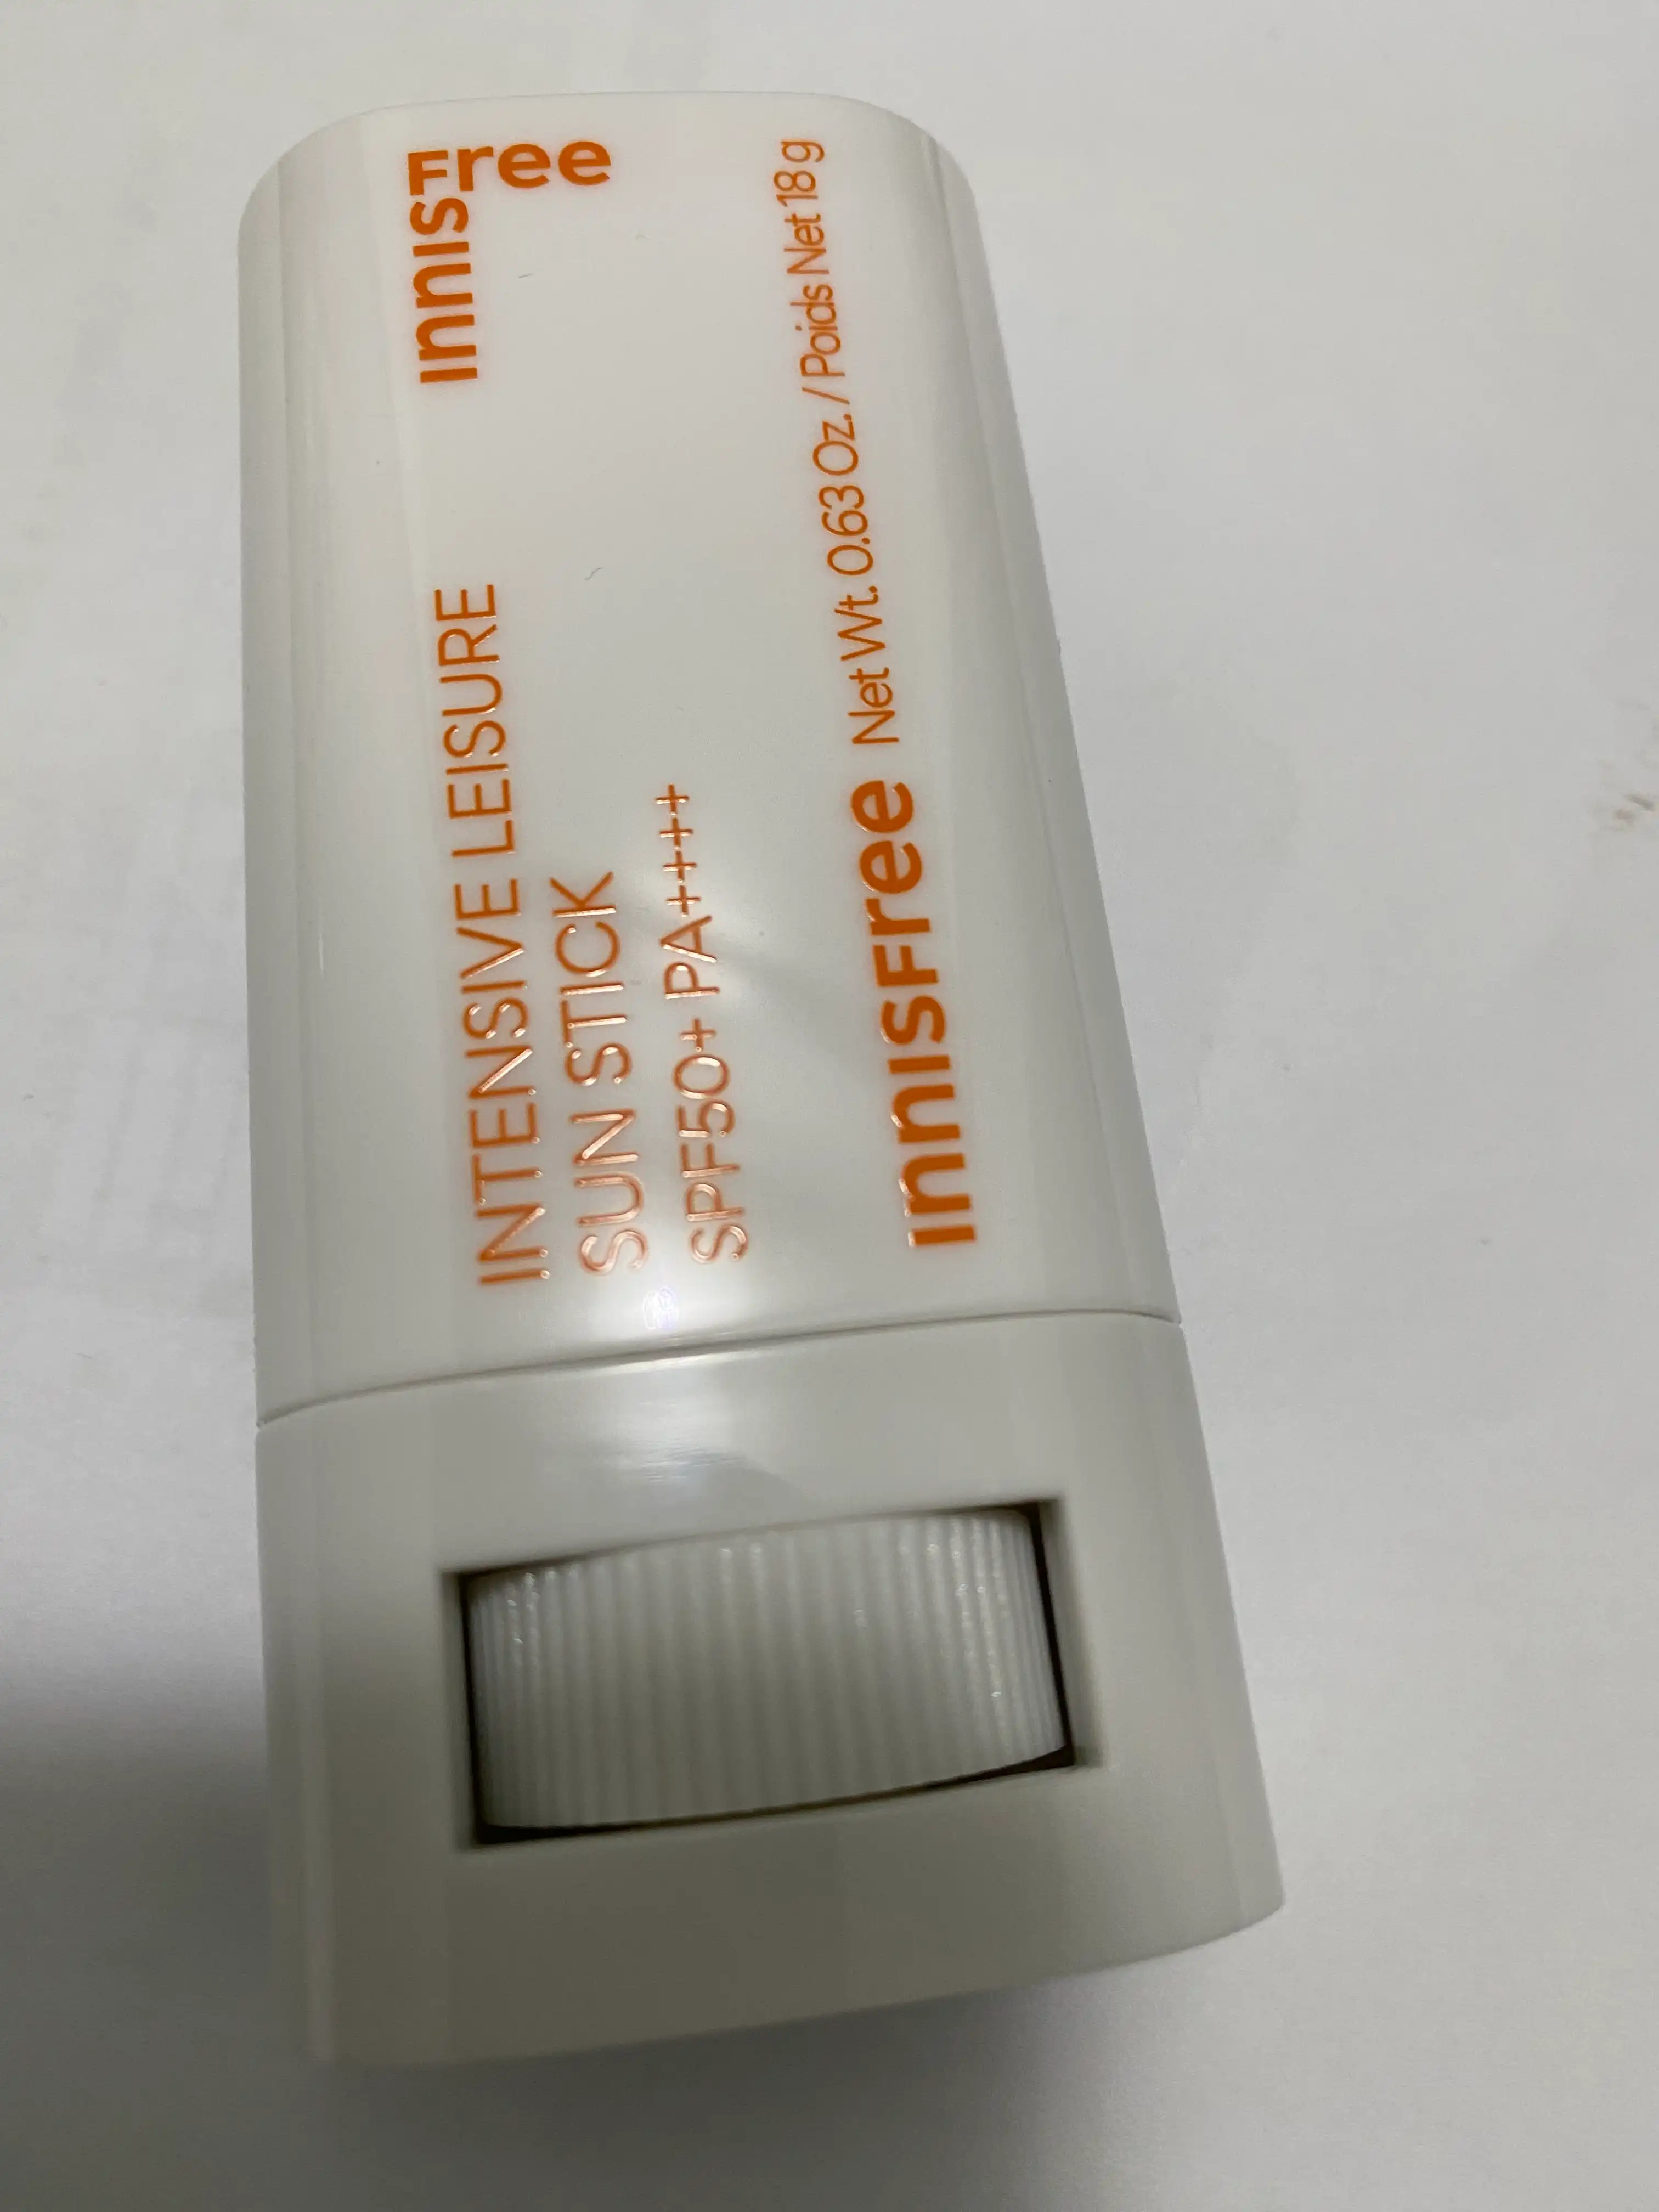 INNISFree
INTENSIVE LEISURE
SUN STICK
SPF50+ PA++++
INNISFree Net Wt. 0.63 Oz. / Poids Net 18 g